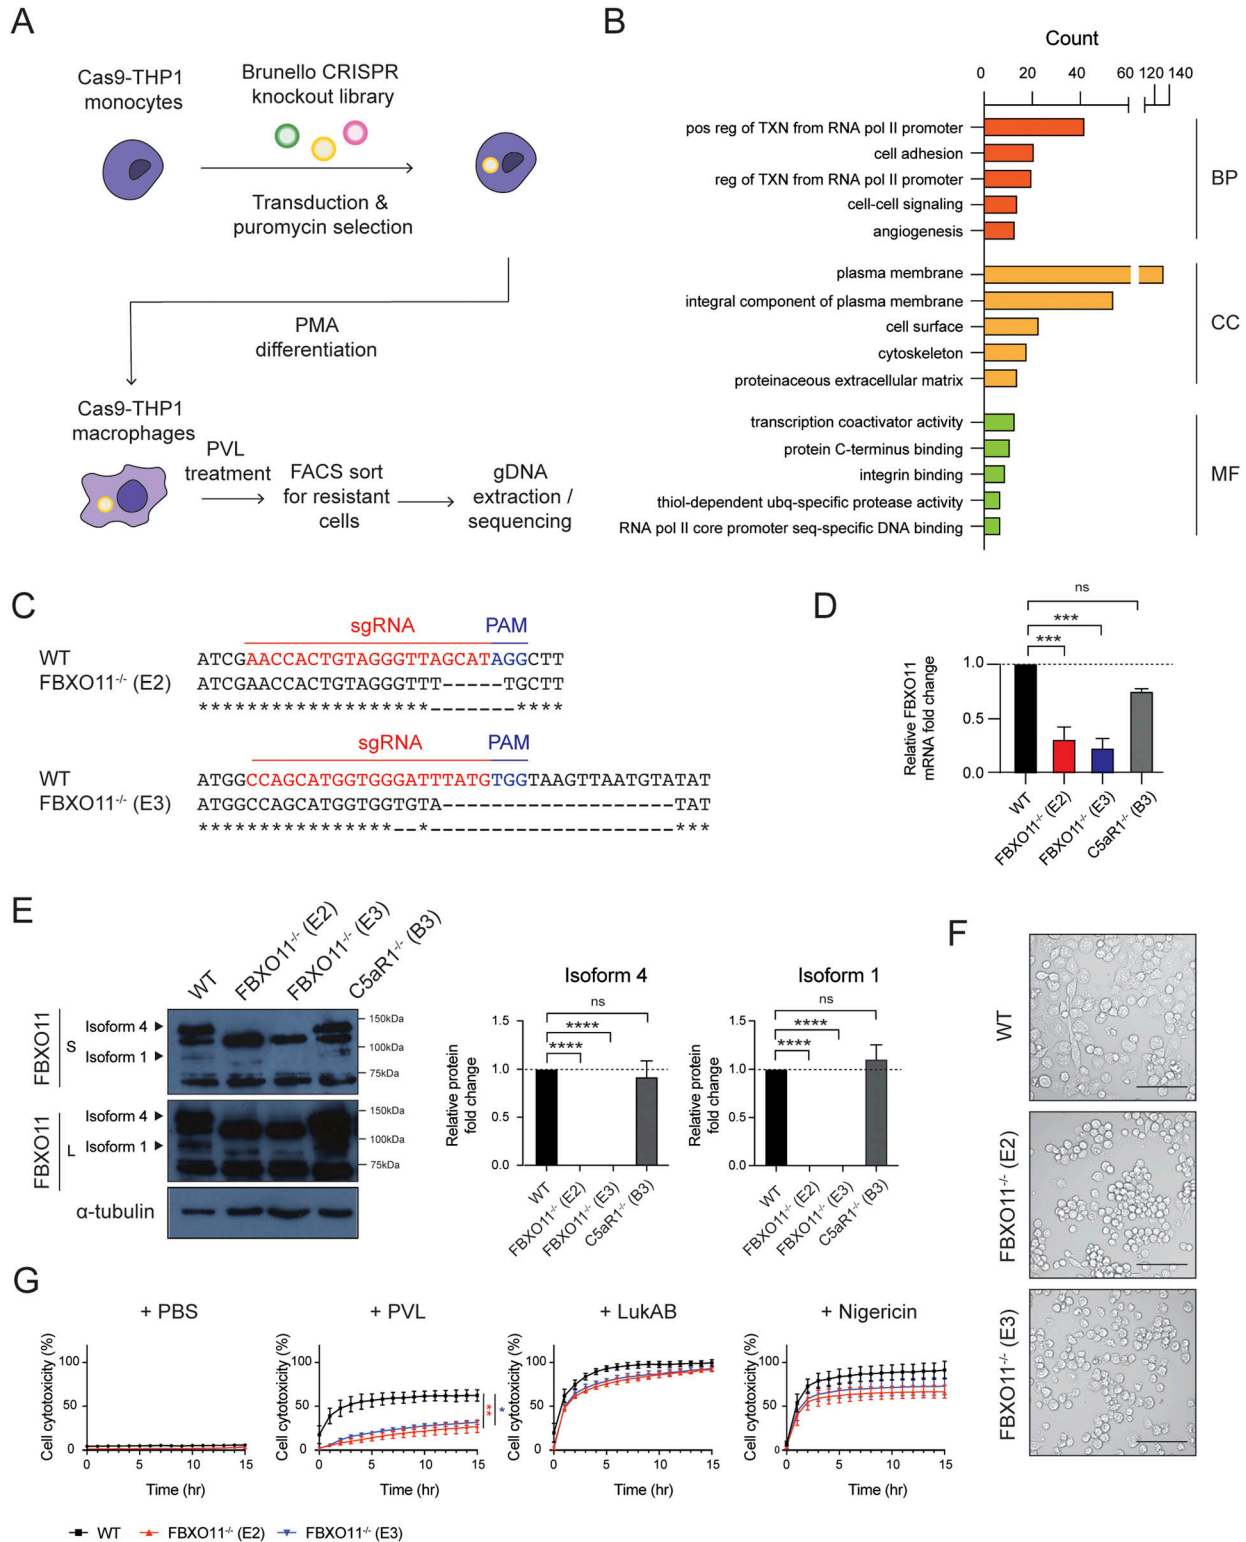 A
Cas9-THP1
monocytes
Brunello CRISPR
knockout library
Transduction &
puromycin selection
PMA
differentiation
Cas9-THP1
macrophages
PVL
treatment
FACS sort
for resistant
cells
gDNA
extraction /
sequencing
B
Count
0 20 40 60 120 140
pos reg of TXN from RNA pol II promoter
cell adhesion
reg of TXN from RNA pol II promoter
cell-cell signaling
angiogenesis
BP
plasma membrane
integral component of plasma membrane
cell surface
cytoskeleton
proteinaceous extracellular matrix
CC
transcription coactivator activity
protein C-terminus binding
integrin binding
thiol-dependent ubq-specific protease activity
RNA pol II core promoter seq-specific DNA binding
MF
C
sgRNA PAM
WT ATCGAACCACTGTAGGGTTAGCATAGGCTT
FBXO11-/- (E2) ATCGAACCACTGTAGGGTTT-----TGCTT
*******************-------****
sgRNA PAM
WT ATGGCCAGCATGGTGGGATTTATGTGGTAAGTTAATGTATAT
FBXO11-/- (E3) ATGGCCAGCATGGTGGTGTA-------------------TAT
****************--*--------------------***
D
ns
***
***
Relative FBXO11
mRNA fold change
1.0
0.5
0.0
WT
FBXO11-/- (E2)
FBXO11-/- (E3)
C5aR1-/- (B3)
E
WT
FBXO11-/- (E2)
FBXO11-/- (E3)
C5aR1-/- (B3)
FBXO11
S
Isoform 4
Isoform 1
150kDa
100kDa
75kDa
FBXO11
L
Isoform 4
Isoform 1
150kDa
100kDa
75kDa
α-tubulin
Isoform 4
ns
****
****
Relative protein
fold change
1.5
1.0
0.5
0.0
WT
FBXO11-/- (E2)
FBXO11-/- (E3)
C5aR1-/- (B3)
Isoform 1
ns
****
****
Relative protein
fold change
1.5
1.0
0.5
0.0
WT
FBXO11-/- (E2)
FBXO11-/- (E3)
C5aR1-/- (B3)
F
WT
FBXO11-/- (E2)
FBXO11-/- (E3)
G
+ PBS
Cell cytotoxicity (%)
100
50
0
0 5 10 15
Time (hr)
+ PVL
Cell cytotoxicity (%)
100
50
0
0 5 10 15
Time (hr)
**
*
+ LukAB
Cell cytotoxicity (%)
100
50
0
0 5 10 15
Time (hr)
+ Nigericin
Cell cytotoxicity (%)
100
50
0
0 5 10 15
Time (hr)
WT FBXO11-/- (E2) FBXO11-/- (E3)